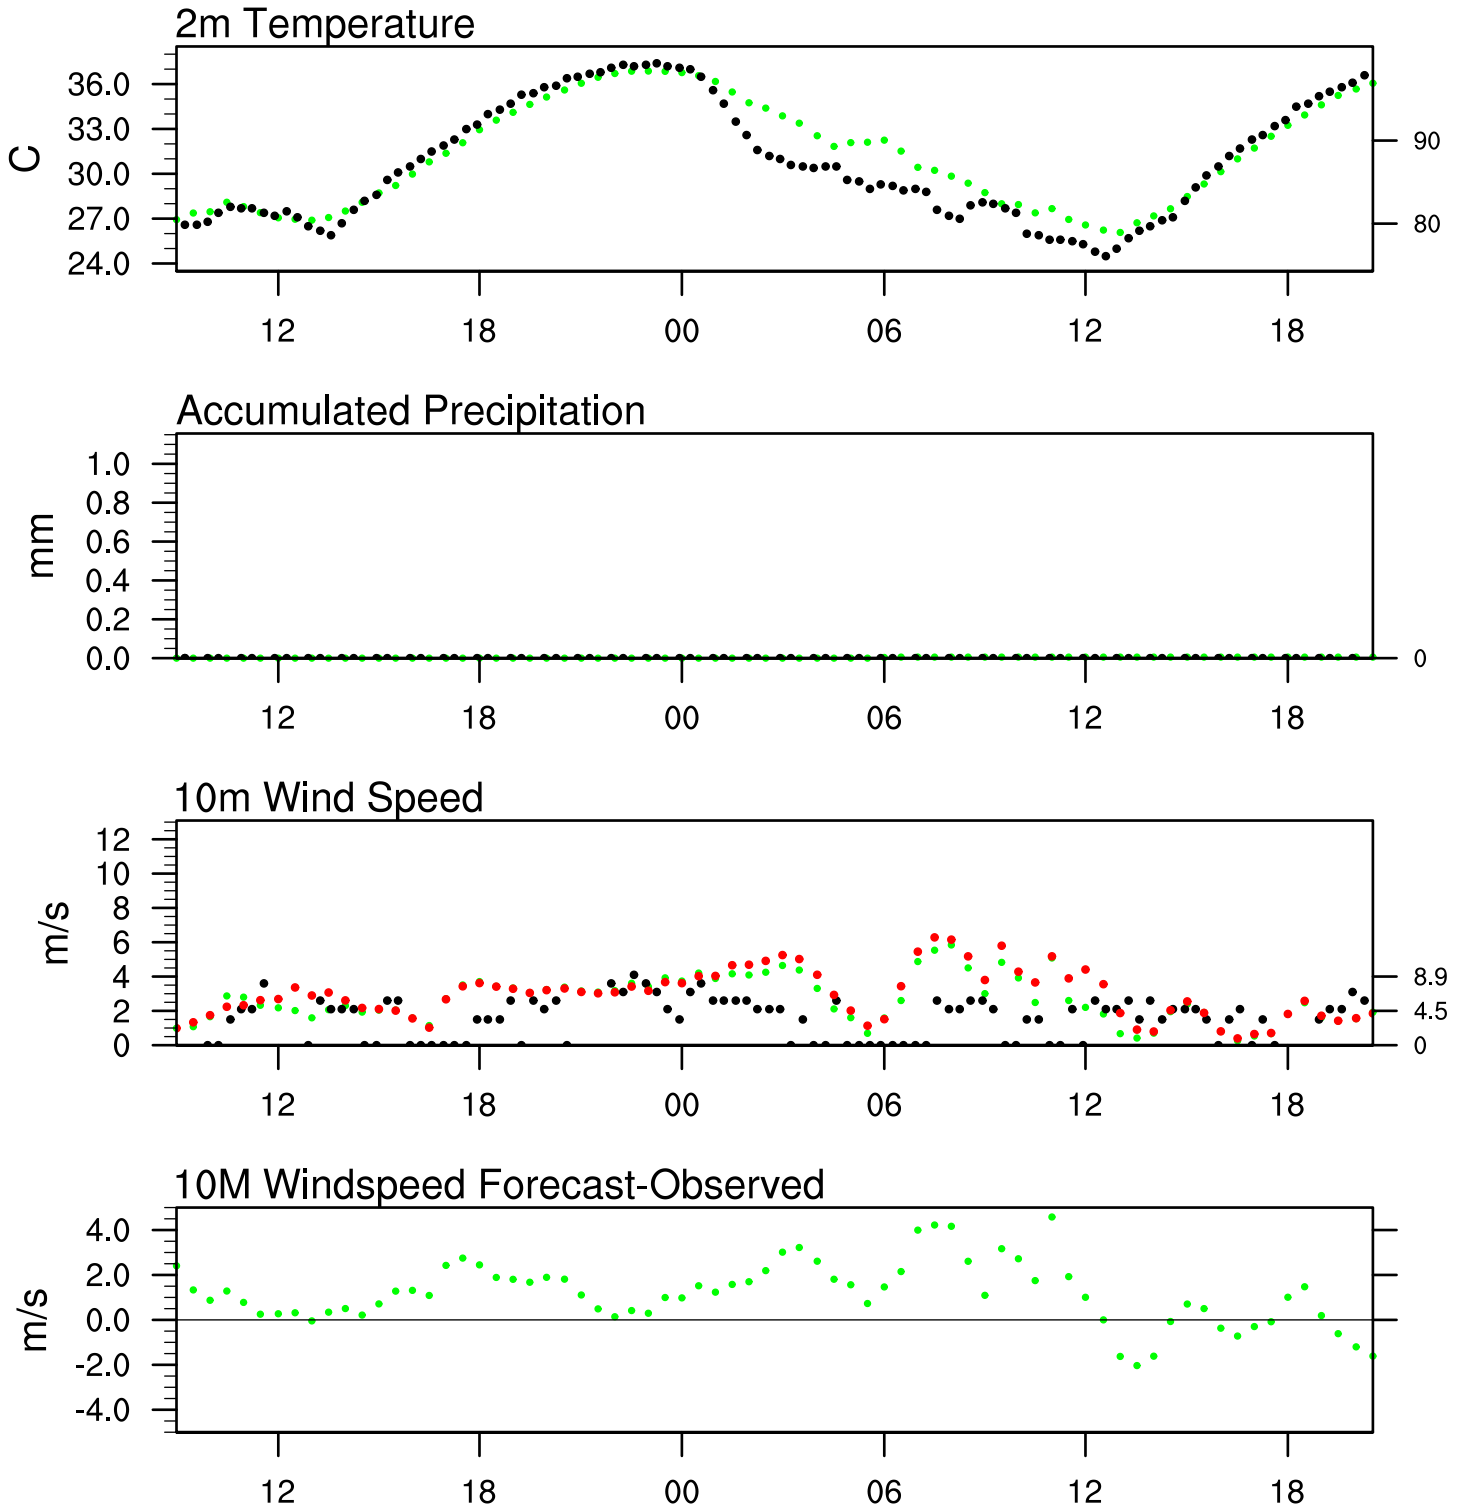 2m Temperature
36.0
33.0
30.0
27.0
24.0
C
90
80
12 18 00 06 12 18
Accumulated Precipitation
1.0
0.8
0.6
0.4
0.2
0.0
mm
0
12 18 00 06 12 18
10m Wind Speed
12
10
8
6
4
2
0
m/s
8.9
4.5
0
12 18 00 06 12 18
10M Windspeed Forecast-Observed
4.0
2.0
0.0
-2.0
-4.0
m/s
12 18 00 06 12 18